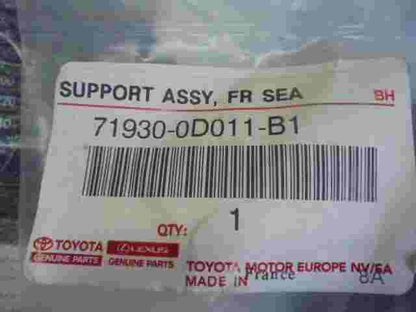 SUPPORT ASSY, FR SEA BH
71930-0D011-B1
QTY: 1
TOYOTA LEXUS
GENUINE PARTS GENUINE PARTS
TOYOTA MOTOR EUROPE NV/SA
MADE IN France 8A